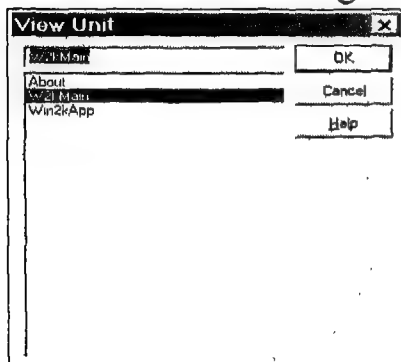 View Unit
W2kMain
OK
About
W2kMain
Win2kApp
Cancel
Help